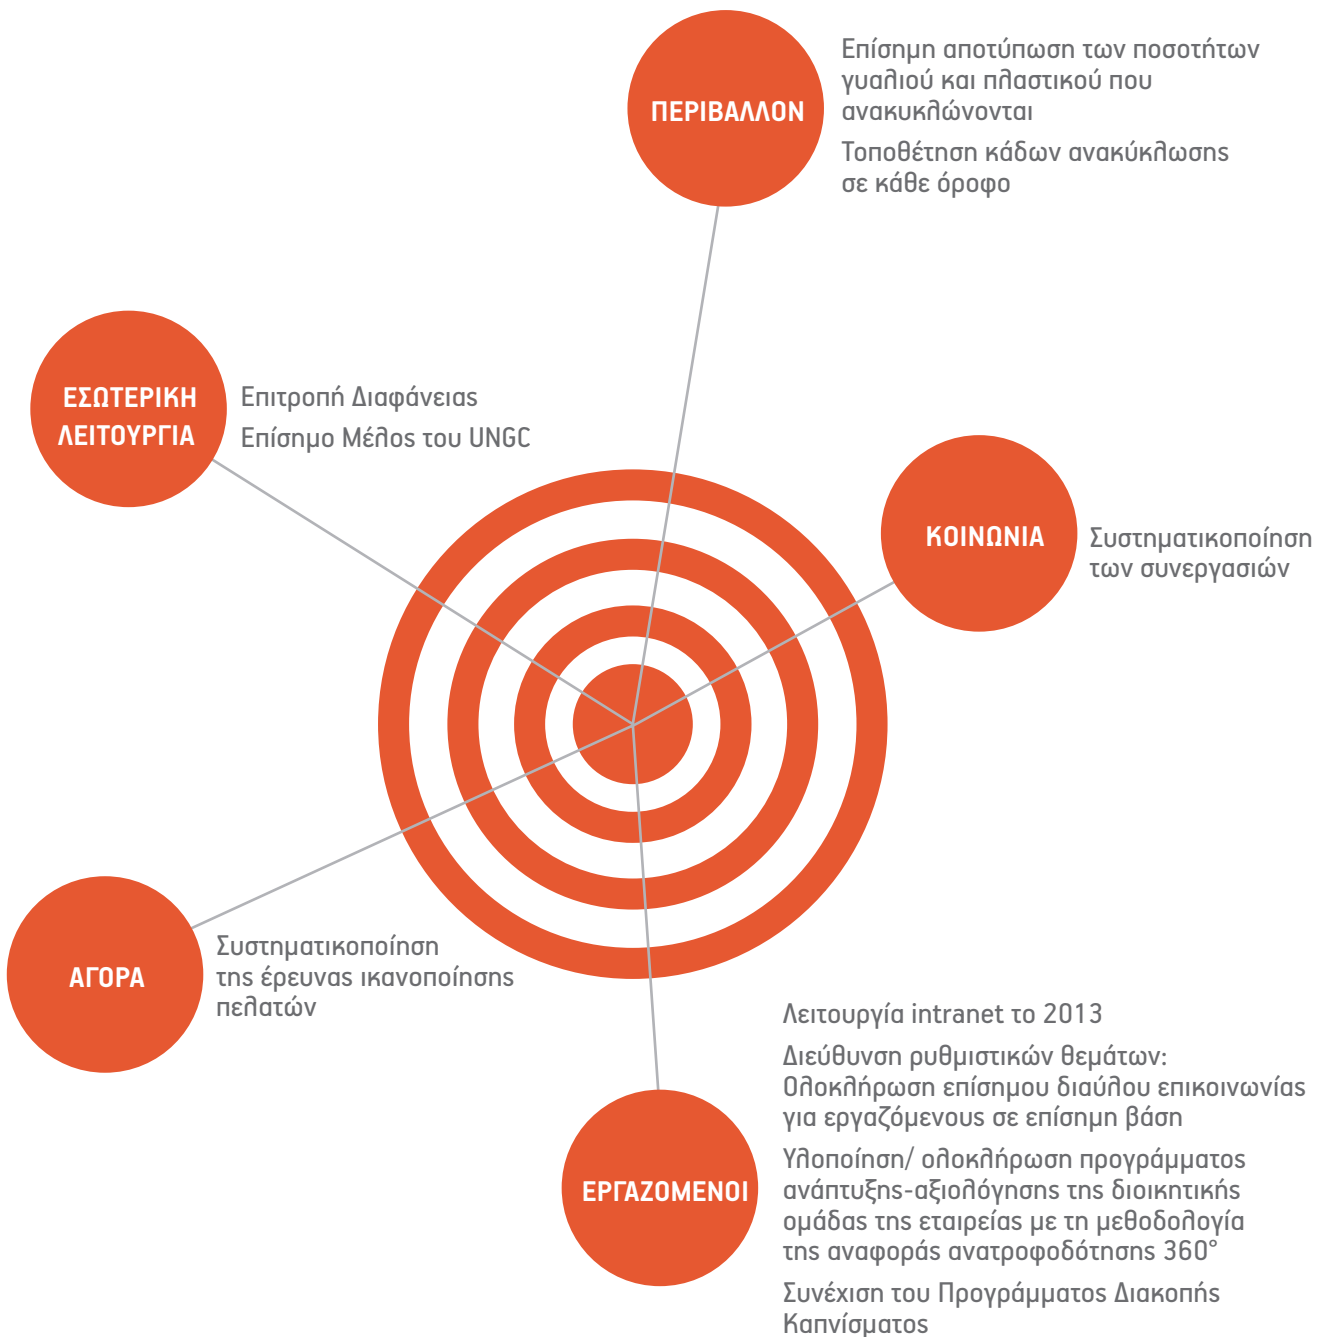 ΠΕΡΙΒΑΛΛΟΝ
Επίσημη αποτύπωση των ποσοτήτων
γυαλιού και πλαστικού που
ανακυκλώνονται
Τοποθέτηση κάδων ανακύκλωσης
σε κάθε όροφο
ΕΣΩΤΕΡΙΚΗ
ΛΕΙΤΟΥΡΓΙΑ
Επιτροπή Διαφάνειας
Επίσημο Μέλος του UNGC
ΚΟΙΝΩΝΙΑ
Συστηματικοποίηση
των συνεργασιών
ΑΓΟΡΑ
Συστηματικοποίηση
της έρευνας ικανοποίησης
πελατών
ΕΡΓΑΖΟΜΕΝΟΙ
Λειτουργία intranet το 2013
Διεύθυνση ρυθμιστικών θεμάτων:
Ολοκλήρωση επίσημου διαύλου επικοινωνίας
για εργαζόμενους σε επίσημη βάση
Υλοποίηση/ ολοκλήρωση προγράμματος
ανάπτυξης-αξιολόγησης της διοικητικής
ομάδας της εταιρείας με τη μεθοδολογία
της αναφοράς ανατροφοδότησης 360°
Συνέχιση του Προγράμματος Διακοπής
Καπνίσματος